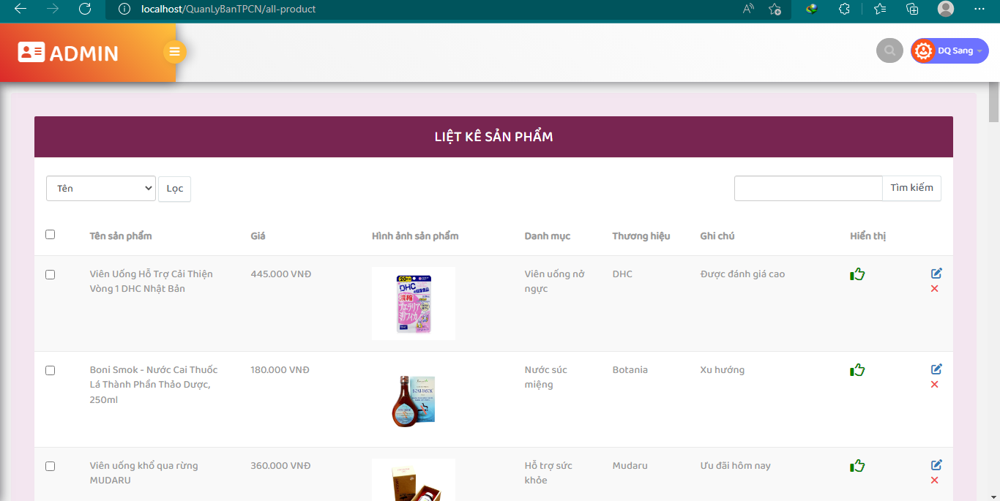 localhost/QuanLyBanTPCN/all-product
ADMIN
DQ Sang
LIỆT KÊ SẢN PHẨM
Tên
Lọc
Tìm kiếm
Tên sản phẩm Giá Hình ảnh sản phẩm Danh mục Thương hiệu Ghi chú Hiển thị
Viên Uống Hỗ Trợ Cải Thiện 445.000 VNĐ Viên uống nở DHC Được đánh giá cao
Vòng 1 DHC Nhật Bản ngực
DHC
Boni Smok - Nước Cai Thuốc 180.000 VNĐ Nước súc Botania Xu hướng
Lá Thành Phần Thảo Dược, miệng
250ml
BONI-SMOK
Viên uống khổ qua rừng 360.000 VNĐ Hỗ trợ sức Mudaru Ưu đãi hôm nay
MUDARU khỏe